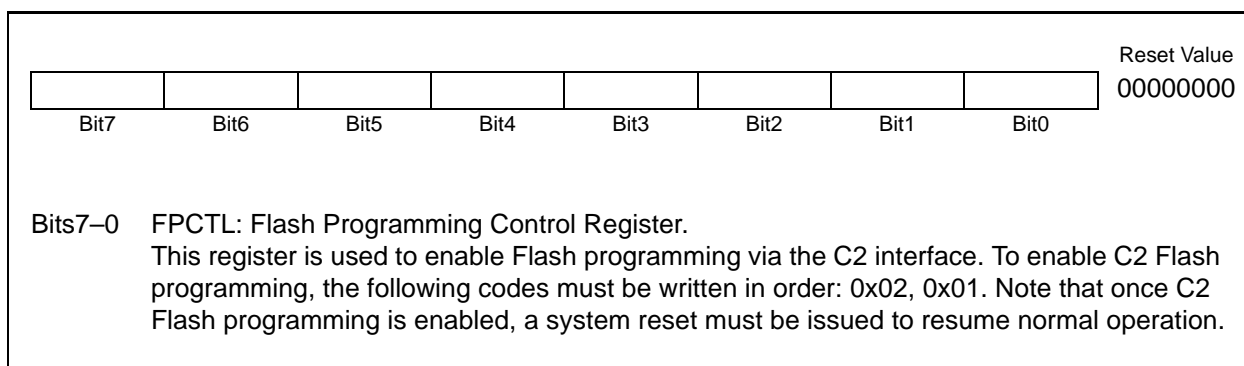 Reset Value
00000000
Bit7 Bit6 Bit5 Bit4 Bit3 Bit2 Bit1 Bit0
Bits7–0 FPCTL: Flash Programming Control Register.
This register is used to enable Flash programming via the C2 interface. To enable C2 Flash
programming, the following codes must be written in order: 0x02, 0x01. Note that once C2
Flash programming is enabled, a system reset must be issued to resume normal operation.